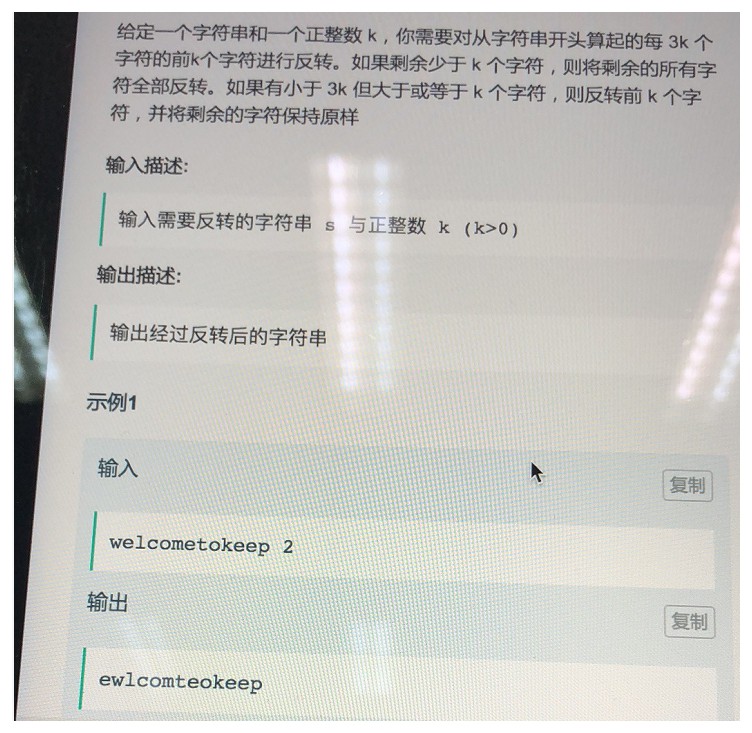 给定一个字符串和一个正整数 k，你需要对从字符串开头算起的每 3k 个
字符的前k个字符进行反转。如果剩余少于 k 个字符，则将剩余的所有字
符全部反转。如果有小于 3k 但大于或等于 k 个字符，则反转前 k 个字
符，并将剩余的字符保持原样
输入描述:
输入需要反转的字符串 s 与正整数 k (k>0)
输出描述:
输出经过反转后的字符串
示例1
输入
复制
welcometokeep 2
输出
复制
ewlcomteokeep